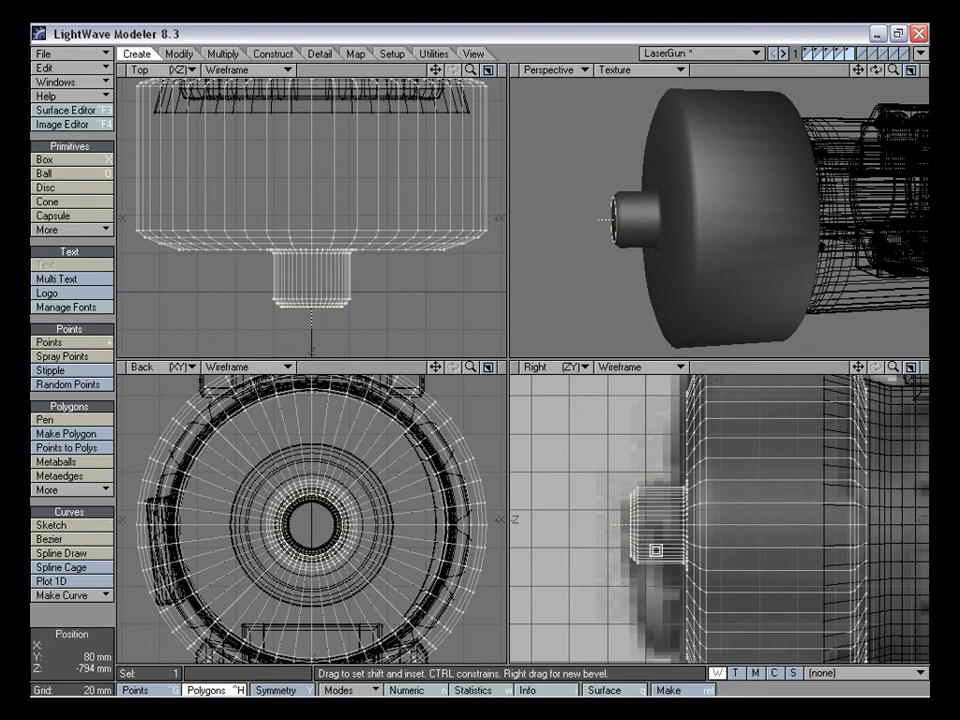 LightWave Modeler 8.3
File Create Modify Multiply Construct Detail Map Setup Utilities View LaserGun * 1
Edit Top (XZ) Wireframe Perspective Texture
Windows
Help
Surface Editor ^F3
Image Editor ^F4
Primitives
Box X
Ball O
Disc
Cone
Capsule
More
Text
Text
Multi Text
Logo
Manage Fonts
Points
Points +
Spray Points
Stipple
Random Points
Back (XY) Wireframe Right (ZY) Wireframe
Polygons
Pen
Make Polygon
Points to Polys
Metaballs
Metaedges
More
Curves
Sketch
Bezier
Spline Draw
Spline Cage
Plot 1D
Make Curve
Position
X:
Y: 80 mm
Z: -794 mm
Sel: 1 Drag to set shift and inset. CTRL constrains. Right drag for new bevel. W T M C S (none)
Grid: 20 mm Points ^G Polygons ^H Symmetry Y Modes Numeric n Statistics w Info i Surface q Make ret